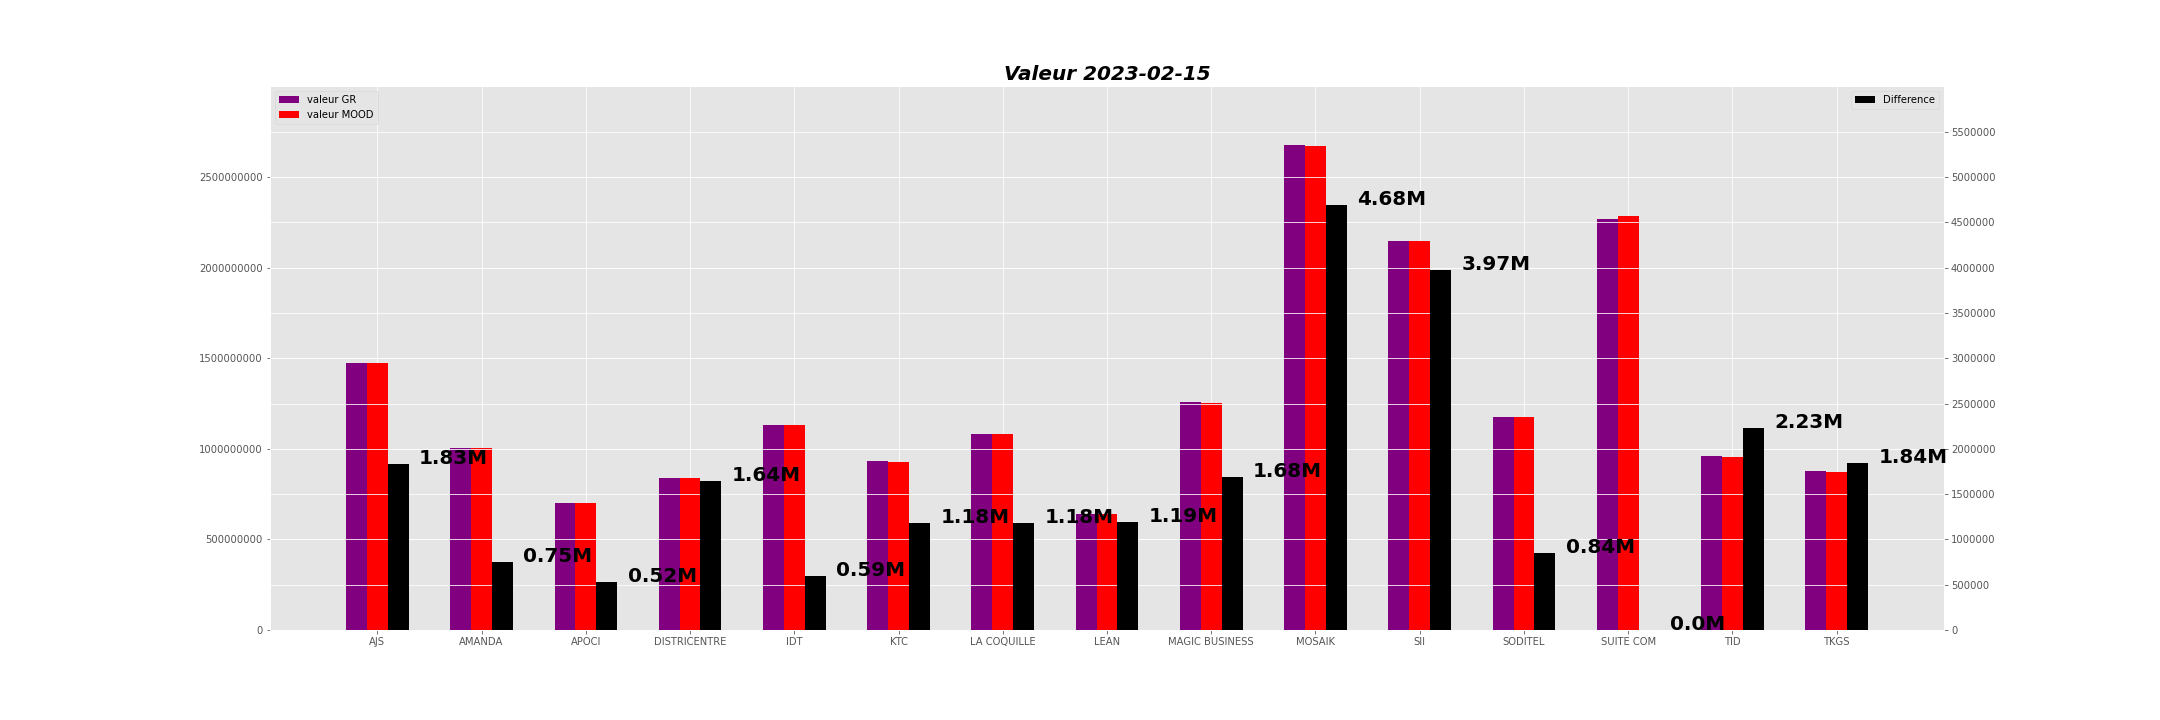 Valeur 2023-02-15
valeur GR
valeur MOOD
Difference
2500000000
2000000000
1500000000
1000000000
500000000
0
5500000
5000000
4500000
4000000
3500000
3000000
2500000
2000000
1500000
1000000
500000
0
1.83M
0.75M
0.52M
1.64M
0.59M
1.18M
1.18M
1.19M
1.68M
4.68M
3.97M
0.84M
0.0M
2.23M
1.84M
AJS AMANDA APOCI DISTRICENTRE IDT KTC LA COQUILLE LEAN MAGIC BUSINESS MOSAIK SII SODITEL SUITE COM TID TKGS